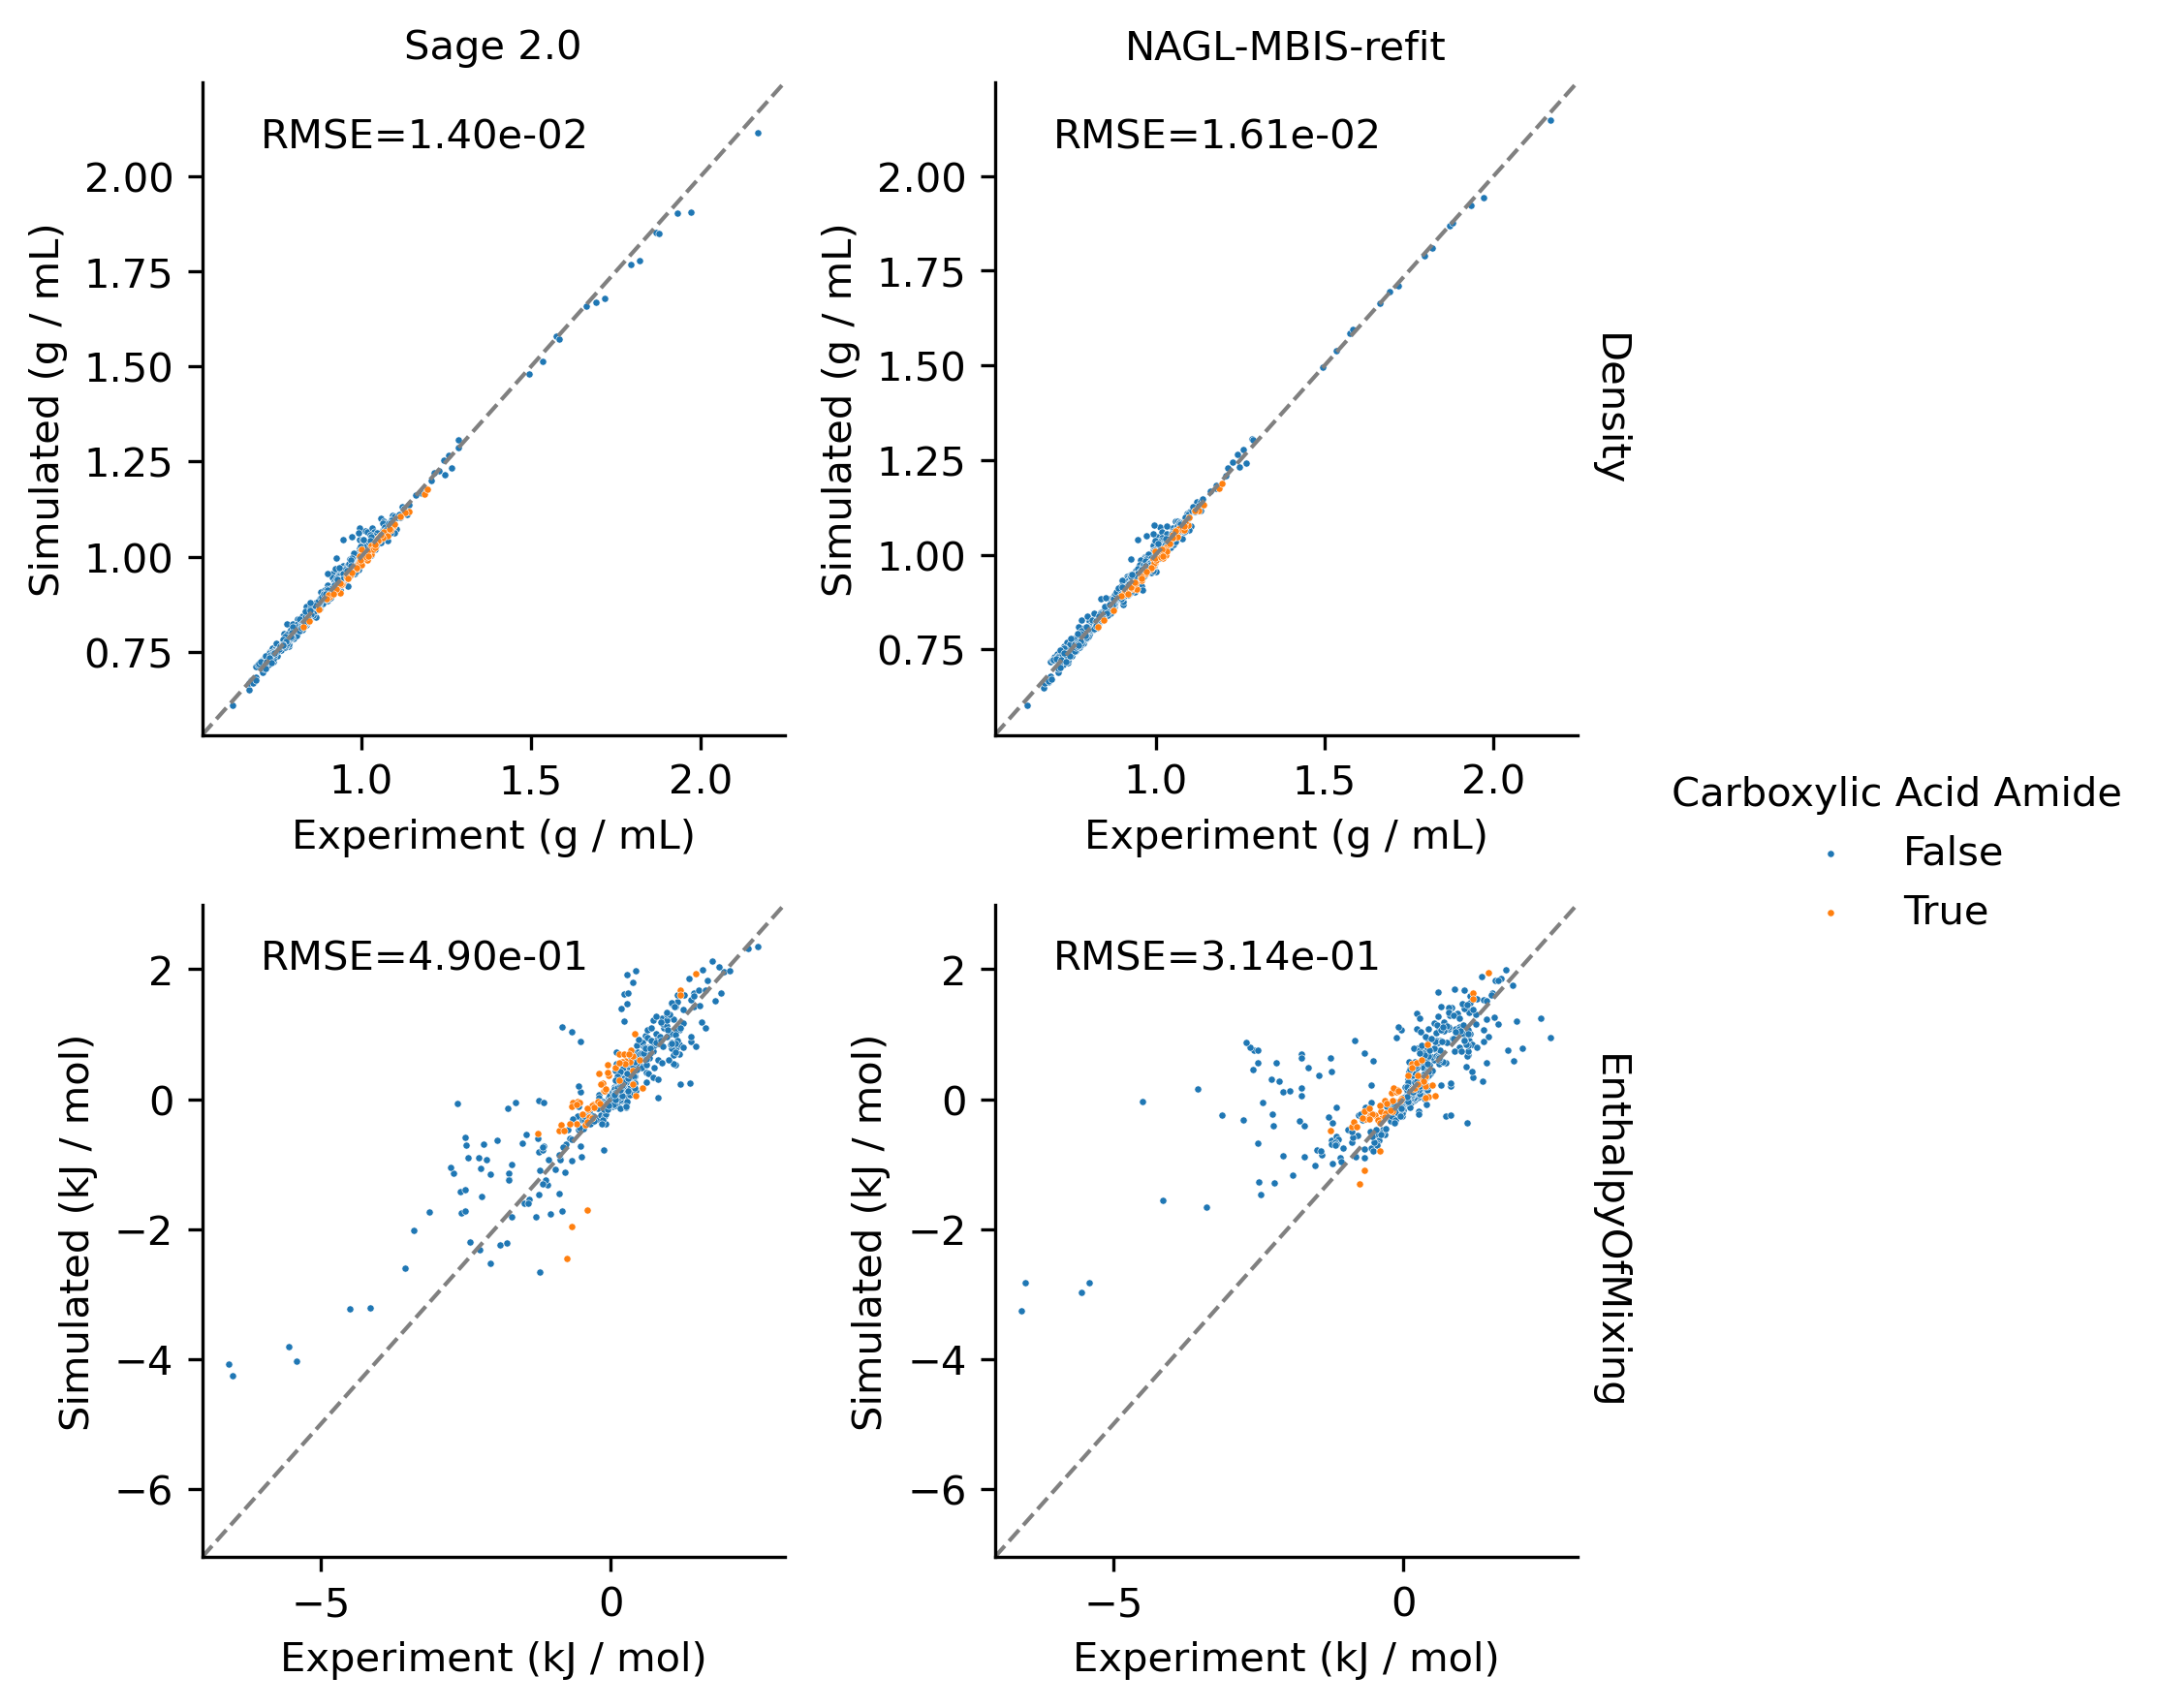 Sage 2.0
NAGL-MBIS-refit
RMSE=1.40e-02
RMSE=1.61e-02
Simulated (g / mL)
2.00
1.75
1.50
1.25
1.00
0.75
1.0
1.5
2.0
Experiment (g / mL)
Simulated (g / mL)
2.00
1.75
1.50
1.25
1.00
0.75
1.0
1.5
2.0
Experiment (g / mL)
Density
Carboxylic Acid Amide
False
True
RMSE=4.90e-01
RMSE=3.14e-01
Simulated (kJ / mol)
2
0
−2
−4
−6
−5
0
Experiment (kJ / mol)
Simulated (kJ / mol)
2
0
−2
−4
−6
−5
0
Experiment (kJ / mol)
EnthalpyOfMixing